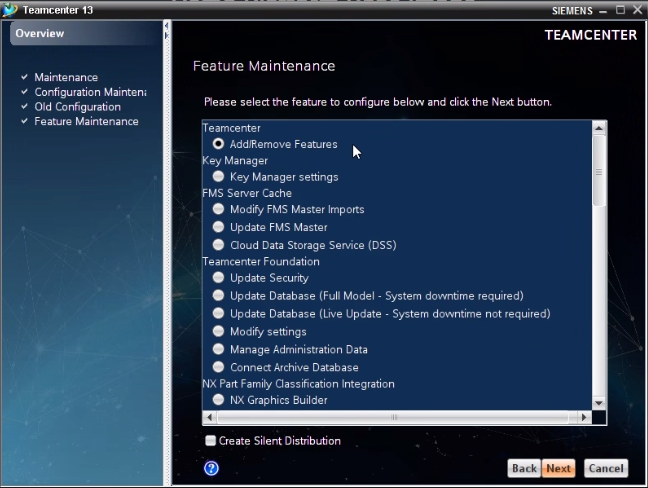 Teamcenter 13
SIEMENS
Overview
TEAMCENTER
Maintenance
Configuration Maintena
Old Configuration
Feature Maintenance
Feature Maintenance
Please select the feature to configure below and click the Next button.
Teamcenter
Add/Remove Features
Key Manager
Key Manager settings
FMS Server Cache
Modify FMS Master Imports
Update FMS Master
Cloud Data Storage Service (DSS)
Teamcenter Foundation
Update Security
Update Database (Full Model - System downtime required)
Update Database (Live Update - System downtime not required)
Modify settings
Manage Administration Data
Connect Archive Database
NX Part Family Classification Integration
NX Graphics Builder
Create Silent Distribution
?
Back Next Cancel